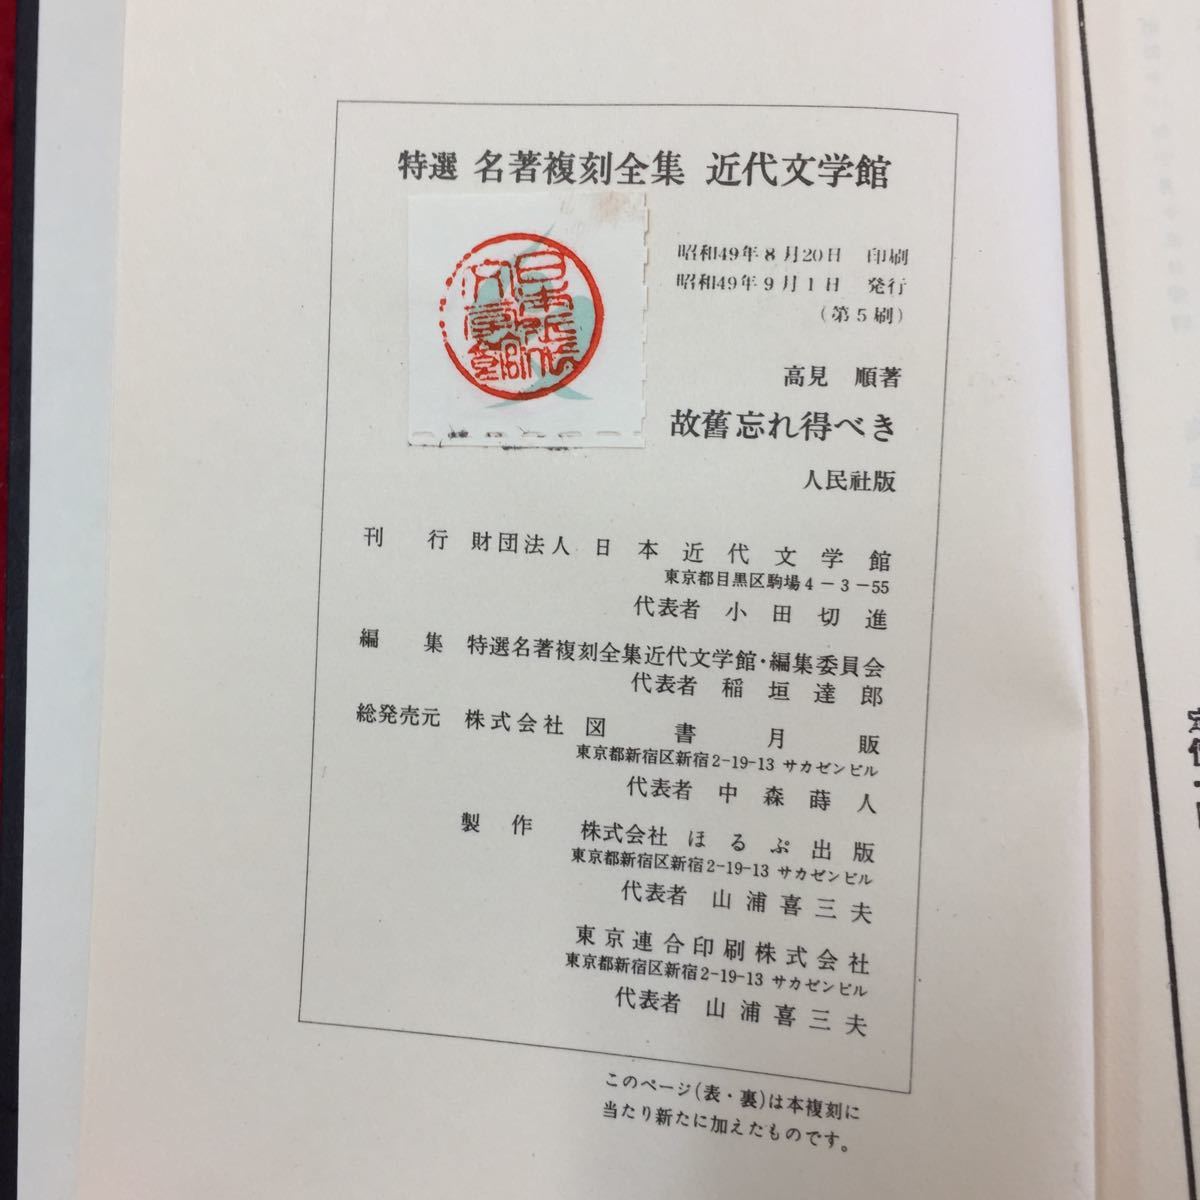 特選 名著複刻全集 近代文学館
昭和49年8月20日 印刷
昭和49年9月1日 発行
(第5刷)
高見 順著
故舊忘れ得べき
人民社版
刊 行 財団法人 日本近代文学館
東京都目黒区駒場4-3-55
代表者 小田切進
編 集 特選名著複刻全集近代文学館・編集委員会
代表者 稲垣達郎
総発売元 株式会社 図書月販
東京都新宿区新宿2-19-13 サカゼンビル
代表者 中森蒔人
製 作 株式会社 ほるぷ出版
東京都新宿区新宿2-19-13 サカゼンビル
代表者 山浦喜三夫
東京連合印刷株式会社
東京都新宿区新宿2-19-13 サカゼンビル
代表者 山浦喜三夫
このページ(表・裏)は本複刻に
当たり新たに加えたものです。